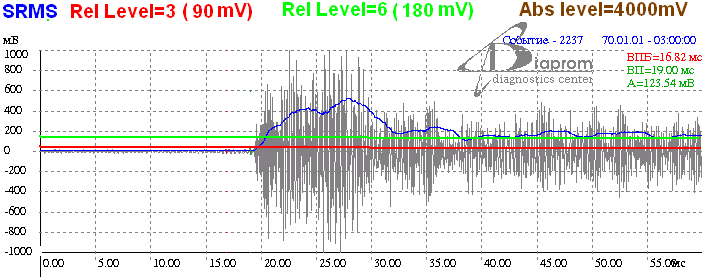 SRMS Rel Level=3 ( 90 mV) Rel Level=6 ( 180 mV) Abs level=4000mV
мВ Событие - 2237 70.01.01 - 03:00:00
Diaprom
diagnostics center
ВПБ=16.82 мс
ВП=19.00 мс
А=123.54 мВ
1000
800
600
400
200
0
-200
-400
-600
-800
-1000
0.00 5.00 10.00 15.00 20.00 25.00 30.00 35.00 40.00 45.00 50.00 55.00 мс